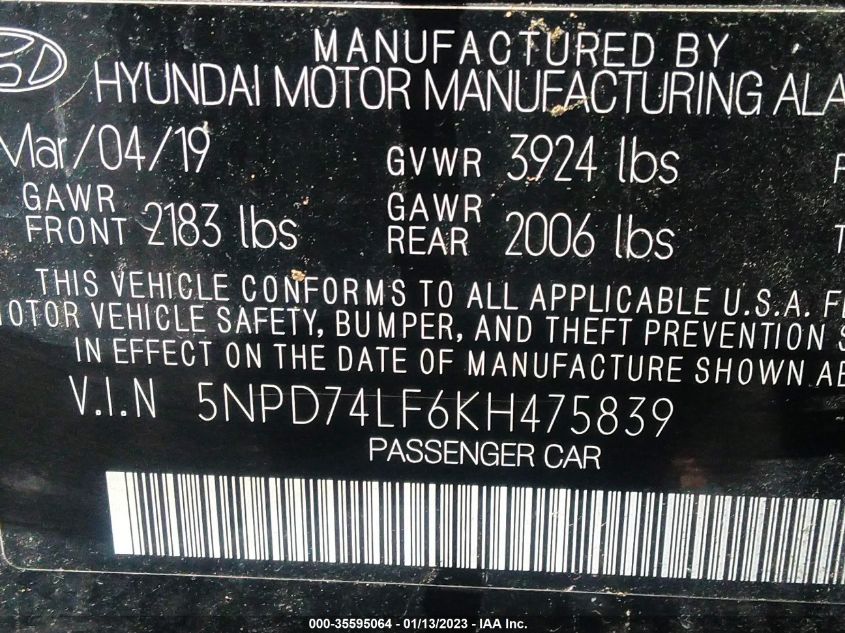 MANUFACTURED BY
HYUNDAI MOTOR MANUFACTURING ALA
Mar/04/19 GVWR 3924 lbs
GAWR FRONT 2183 lbs GAWR REAR 2006 lbs
THIS VEHICLE CONFORMS TO ALL APPLICABLE U.S.A. FE
MOTOR VEHICLE SAFETY, BUMPER, AND THEFT PREVENTION S
IN EFFECT ON THE DATE OF MANUFACTURE SHOWN AB
V.I.N 5NPD74LF6KH475839
PASSENGER CAR
000-35595064 - 01/13/2023 - IAA Inc.